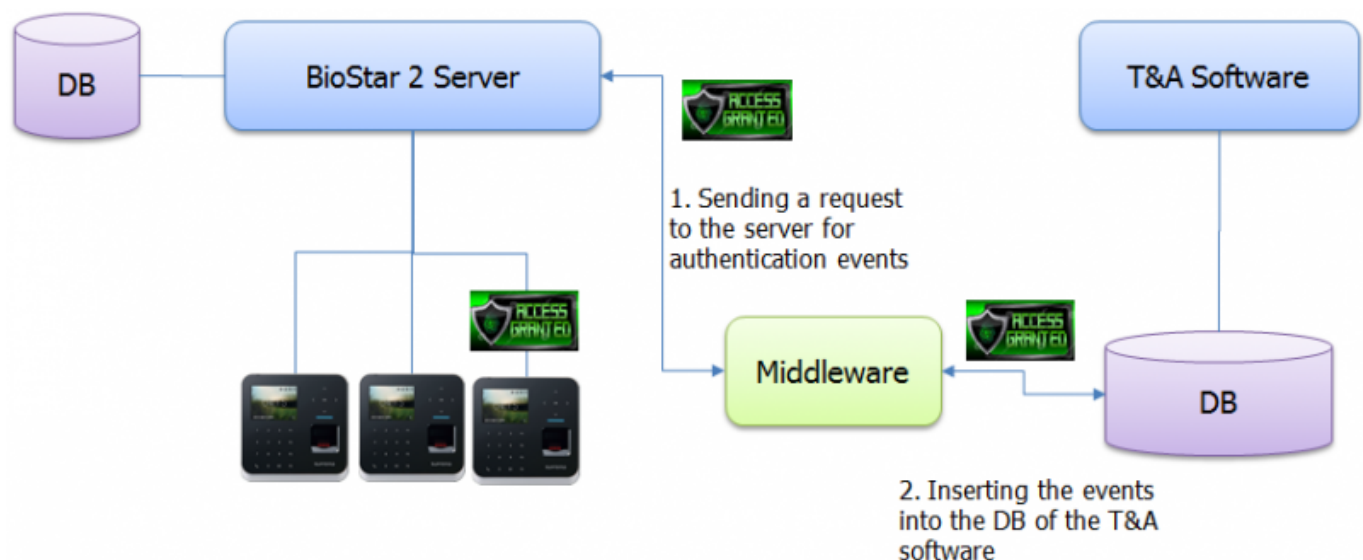 DB
BioStar 2 Server
T&A Software
ACCESS
GRANTED
1. Sending a request
to the server for
authentication events
ACCESS
GRANTED
ACCESS
GRANTED
Middleware
DB
2. Inserting the events
into the DB of the T&A
software